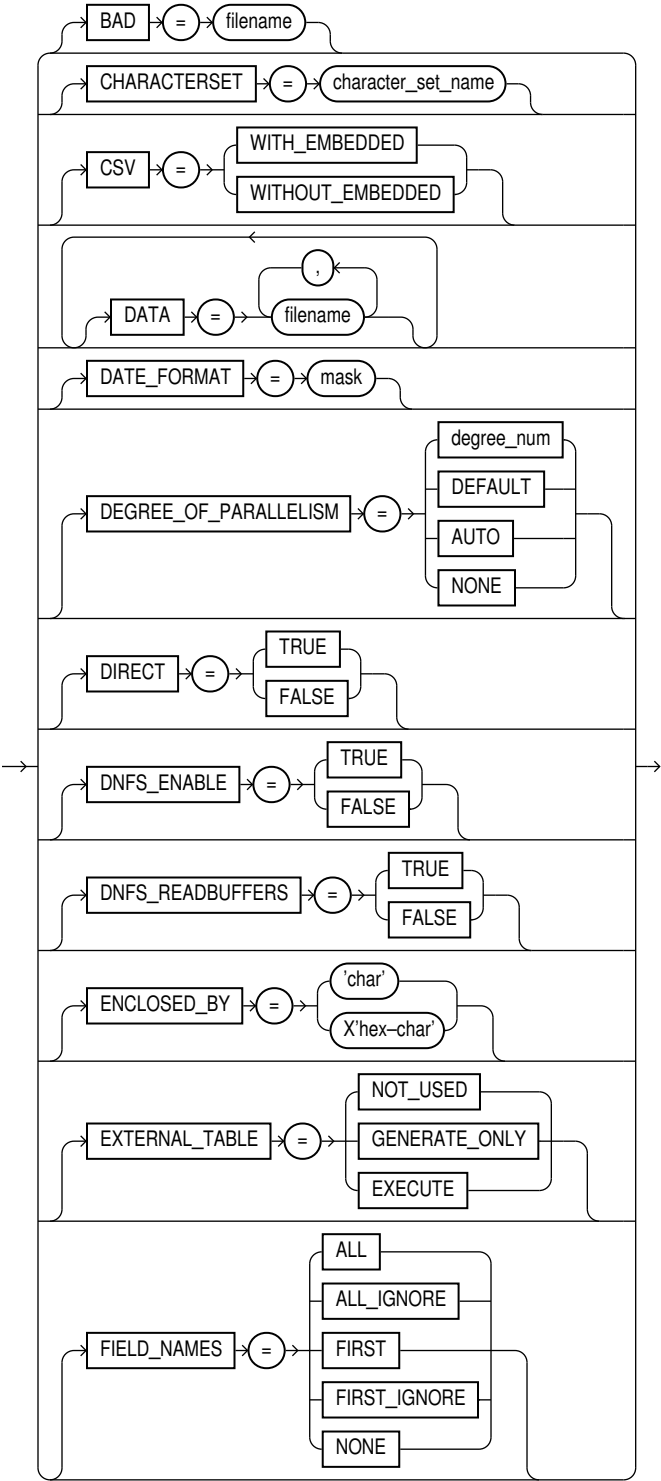 BAD = filename
CHARACTERSET = character_set_name
WITH_EMBEDDED
CSV =
WITHOUT_EMBEDDED
,
DATA = filename
DATE_FORMAT = mask
degree_num
DEFAULT
DEGREE_OF_PARALLELISM =
AUTO
NONE
TRUE
DIRECT =
FALSE
TRUE
DNFS_ENABLE =
FALSE
TRUE
DNFS_READBUFFERS =
FALSE
'char'
ENCLOSED_BY =
X'hex–char'
NOT_USED
EXTERNAL_TABLE = GENERATE_ONLY
EXECUTE
ALL
ALL_IGNORE
FIELD_NAMES = FIRST
FIRST_IGNORE
NONE